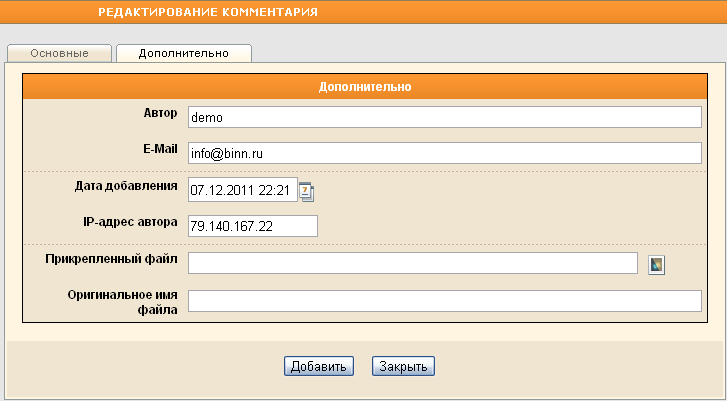 РЕДАКТИРОВАНИЕ КОММЕНТАРИЯ
Основные Дополнительно
Дополнительно
Автор demo
E-Mail info@binn.ru
Дата добавления 07.12.2011 22:21
IP-адрес автора 79.140.167.22
Прикрепленный файл
Оригинальное имя
файла
Добавить Закрыть